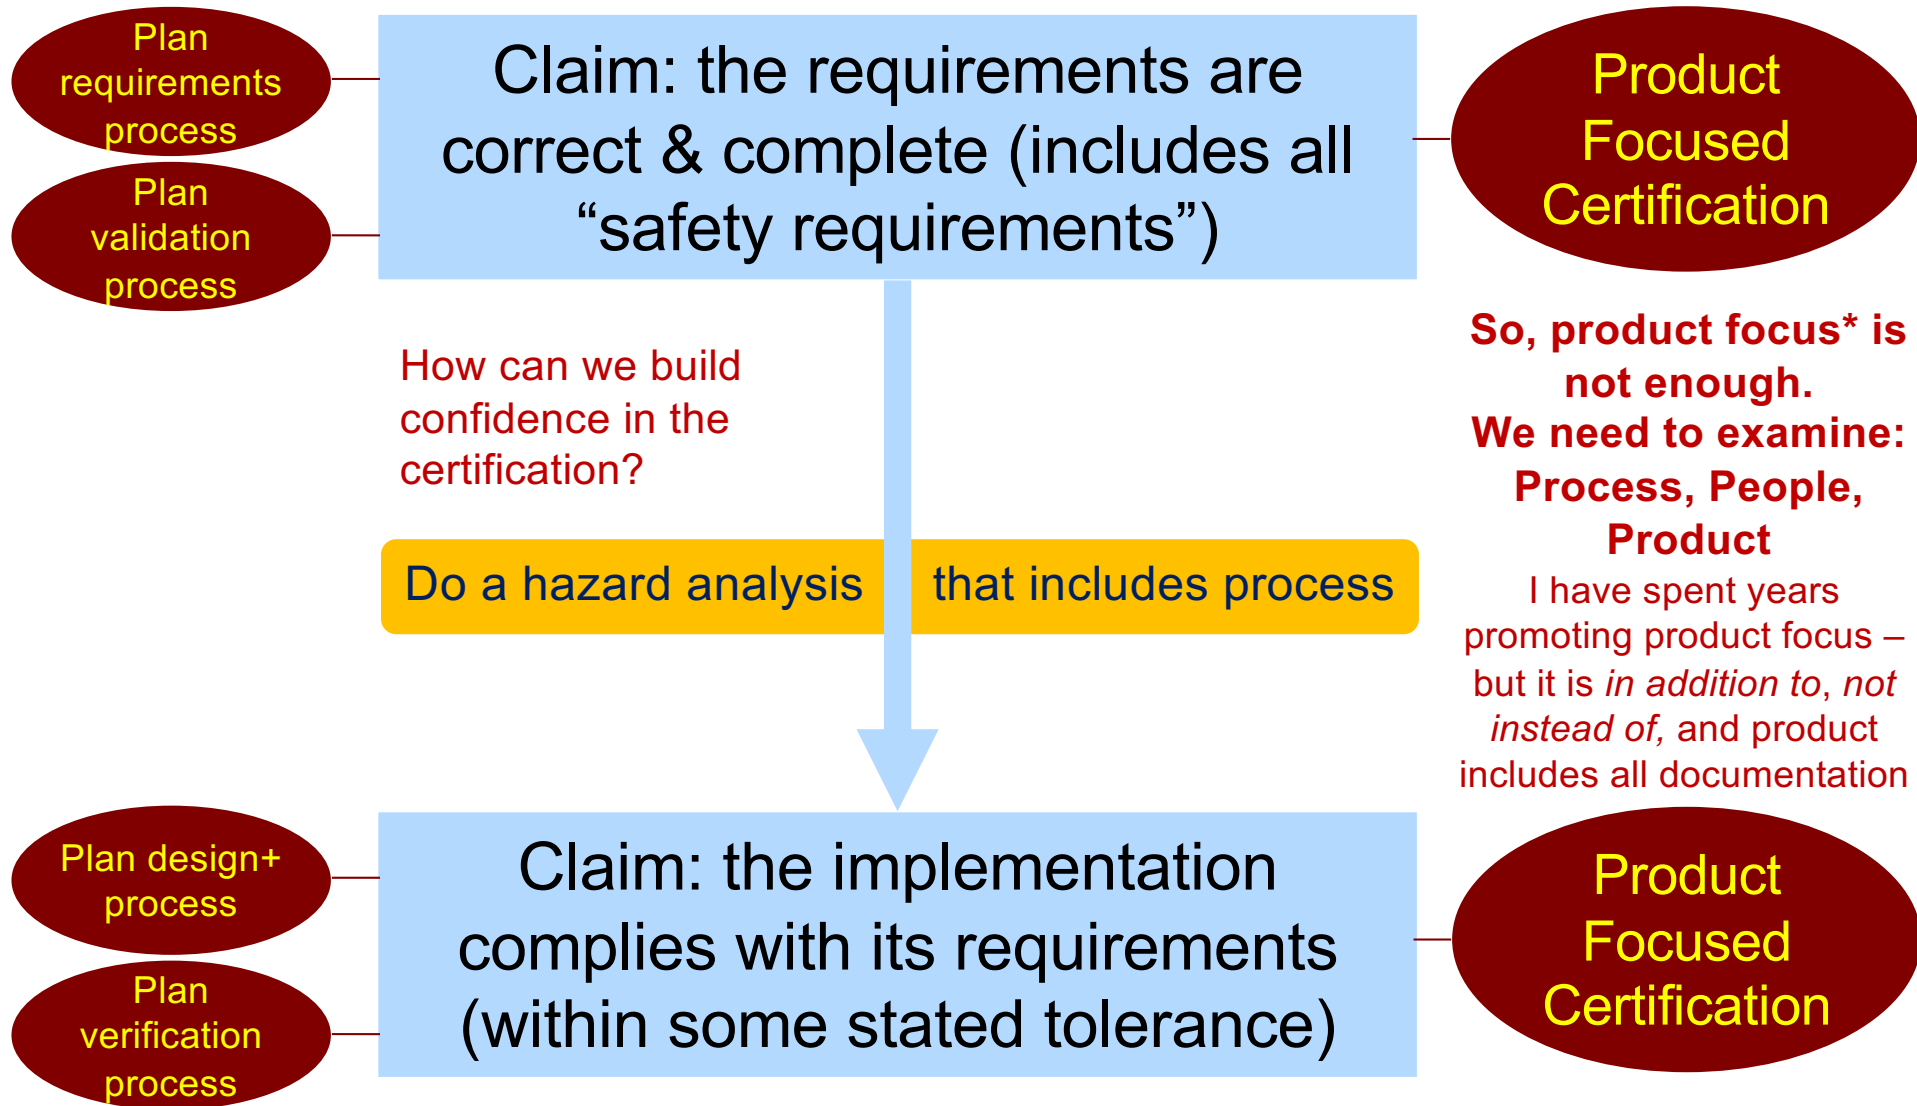 Plan
requirements
process
Plan
validation
process
Claim: the requirements are
correct & complete (includes all
“safety requirements”)
Product
Focused
Certification
How can we build
confidence in the
certification?
Do a hazard analysis
that includes process
So, product focus* is
not enough.
We need to examine:
Process, People,
Product
I have spent years
promoting product focus –
but it is in addition to, not
instead of, and product
includes all documentation
Plan design+
process
Plan
verification
process
Claim: the implementation
complies with its requirements
(within some stated tolerance)
Product
Focused
Certification